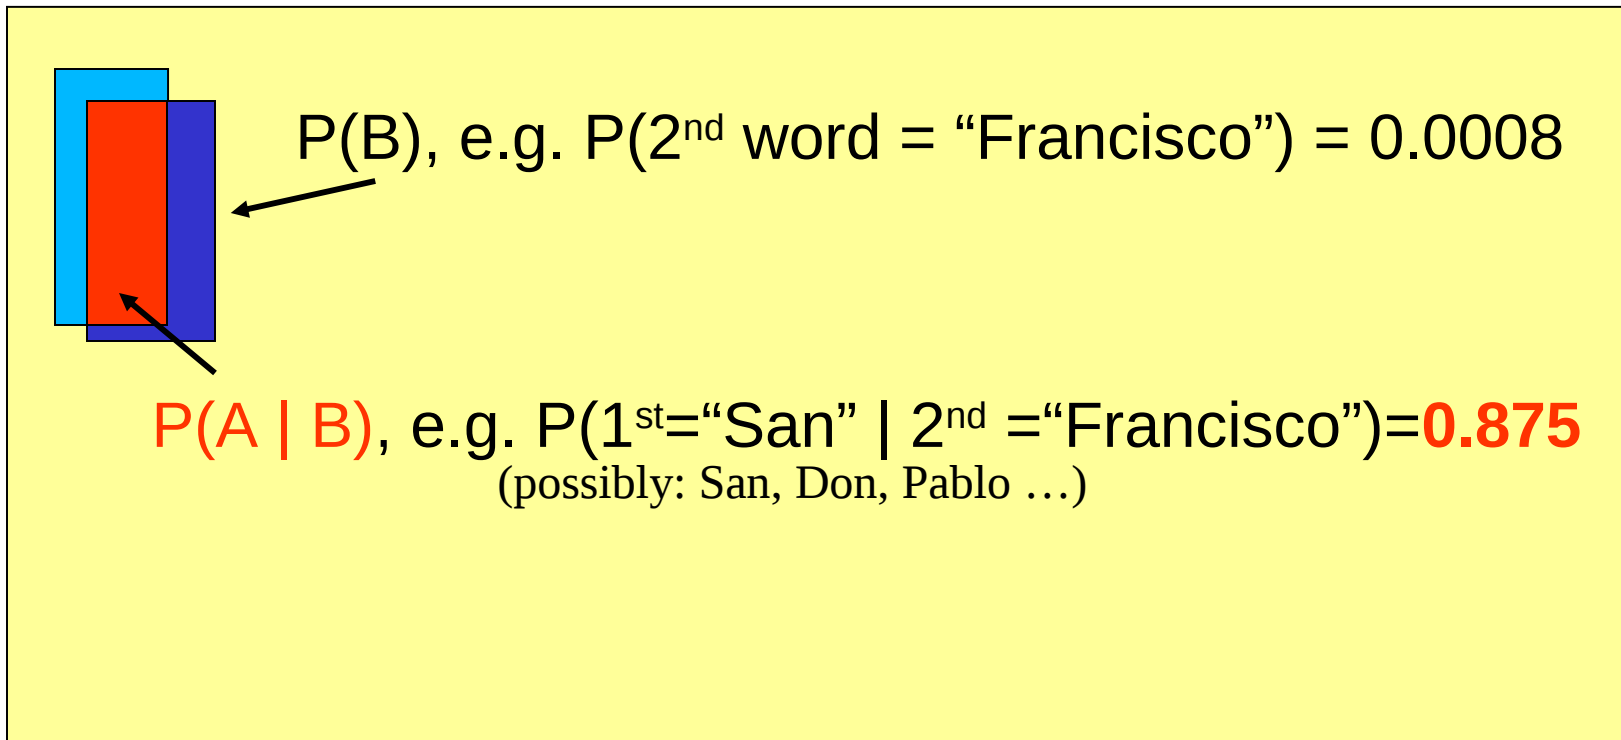 P(B), e.g. P(2nd word = “Francisco”) = 0.0008
P(A | B), e.g. P(1st=“San” | 2nd =“Francisco”)=0.875
(possibly: San, Don, Pablo …)